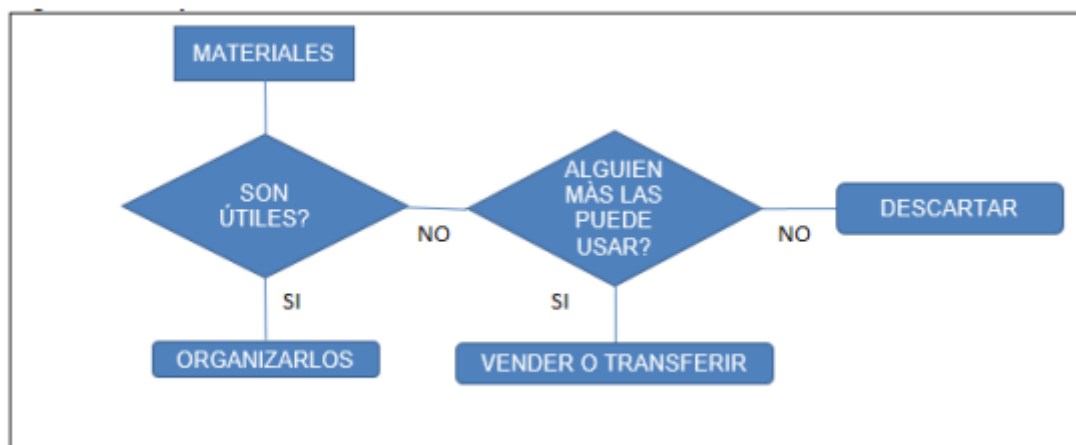 MATERIALES
SON
ÚTILES?
NO
SI
ORGANIZARLOS
ALGUIEN
MÀS LAS
PUEDE
USAR?
NO
SI
DESCARTAR
VENDER O TRANSFERIR